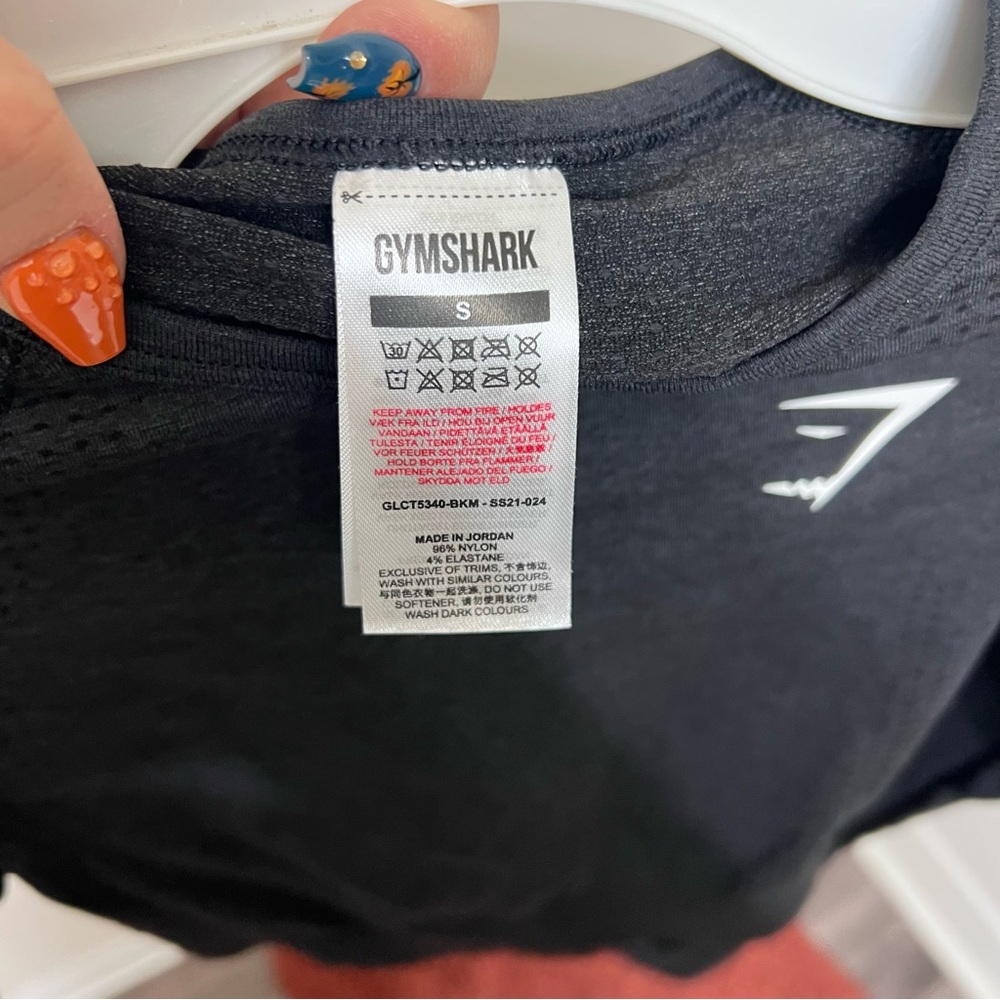 GYMSHARK
S
30
KEEP AWAY FROM FIRE / HOLDES
VÆK FRA ILD / HOU BIJ OPEN VUUR
VANDAAN / PIDETTÄVÄ ETÄÄLLÄ
TULESTA / TENIR ÉLOIGNÉ DU FEU /
VOR FEUER SCHÜTZEN /
HOLD BORTE FRA FLAMMER /
MANTENER ALEJADO DEL FUEGO /
SKYDDA MOT ELD
GLCT5340-BKM - SS21-024
MADE IN JORDAN
96% NYLON
4% ELASTANE
EXCLUSIVE OF TRIMS, 不含饰边,
WASH WITH SIMILAR COLOURS,
与同色衣物一起洗涤, DO NOT USE
SOFTENER, 请勿使用软化剂
WASH DARK COLOURS